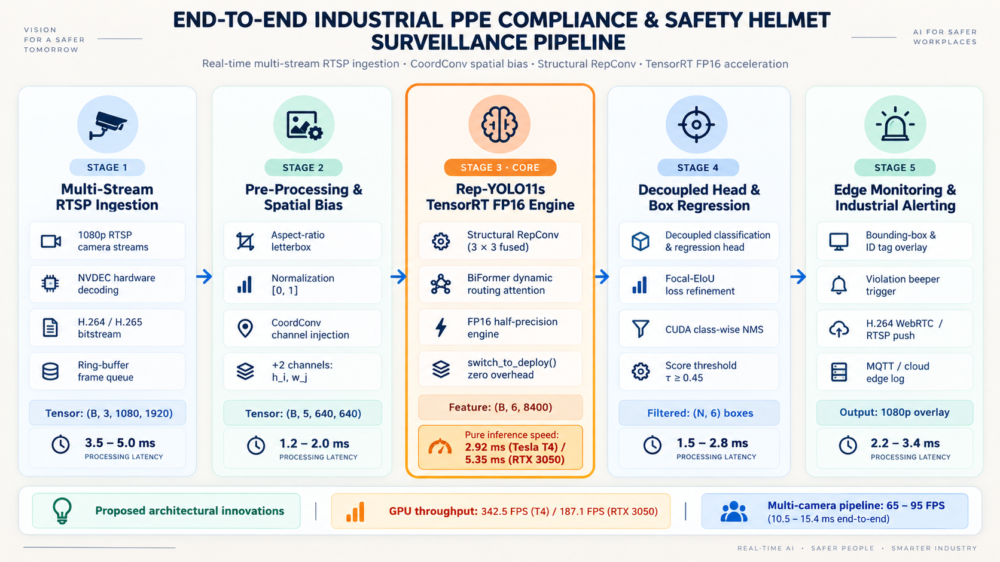 VISION
FOR A SAFER
TOMORROW
END-TO-END INDUSTRIAL PPE COMPLIANCE & SAFETY HELMET
SURVEILLANCE PIPELINE
AI FOR SAFER
WORKPLACES
Real-time multi-stream RTSP ingestion • CoordConv spatial bias • Structural RepConv • TensorRT FP16 acceleration
STAGE 1
Multi-Stream
RTSP Ingestion
1080p RTSP
camera streams
NVDEC hardware
decoding
H.264 / H.265
bitstream
Ring-buffer
frame queue
Tensor: (B, 3, 1080, 1920)
3.5 – 5.0 ms
PROCESSING LATENCY
STAGE 2
Pre-Processing &
Spatial Bias
Aspect-ratio
letterbox
Normalization
[0, 1]
CoordConv
channel injection
+2 channels:
h_i, w_j
Tensor: (B, 5, 640, 640)
1.2 – 2.0 ms
PROCESSING LATENCY
STAGE 3 • CORE
Rep-YOLO11s
TensorRT FP16 Engine
Structural RepConv
(3 × 3 fused)
BiFormer dynamic
routing attention
FP16 half-precision
engine
switch_to_deploy()
zero overhead
Feature: (B, 6, 8400)
Pure inference speed:
2.92 ms (Tesla T4) /
5.35 ms (RTX 3050)
STAGE 4
Decoupled Head &
Box Regression
Decoupled classification
& regression head
Focal-EIoU
loss refinement
CUDA class-wise NMS
Score threshold
τ ≥ 0.45
Filtered: (N, 6) boxes
1.5 – 2.8 ms
PROCESSING LATENCY
STAGE 5
Edge Monitoring &
Industrial Alerting
Bounding-box &
ID tag overlay
Violation beeper
trigger
H.264 WebRTC /
RTSP push
MQTT / cloud
edge log
Output: 1080p overlay
2.2 – 3.4 ms
PROCESSING LATENCY
Proposed architectural innovations
GPU throughput: 342.5 FPS (T4) / 187.1 FPS (RTX 3050)
Multi-camera pipeline: 65 – 95 FPS
(10.5 – 15.4 ms end-to-end)
REAL-TIME AI • SAFER PEOPLE • SMARTER INDUSTRY